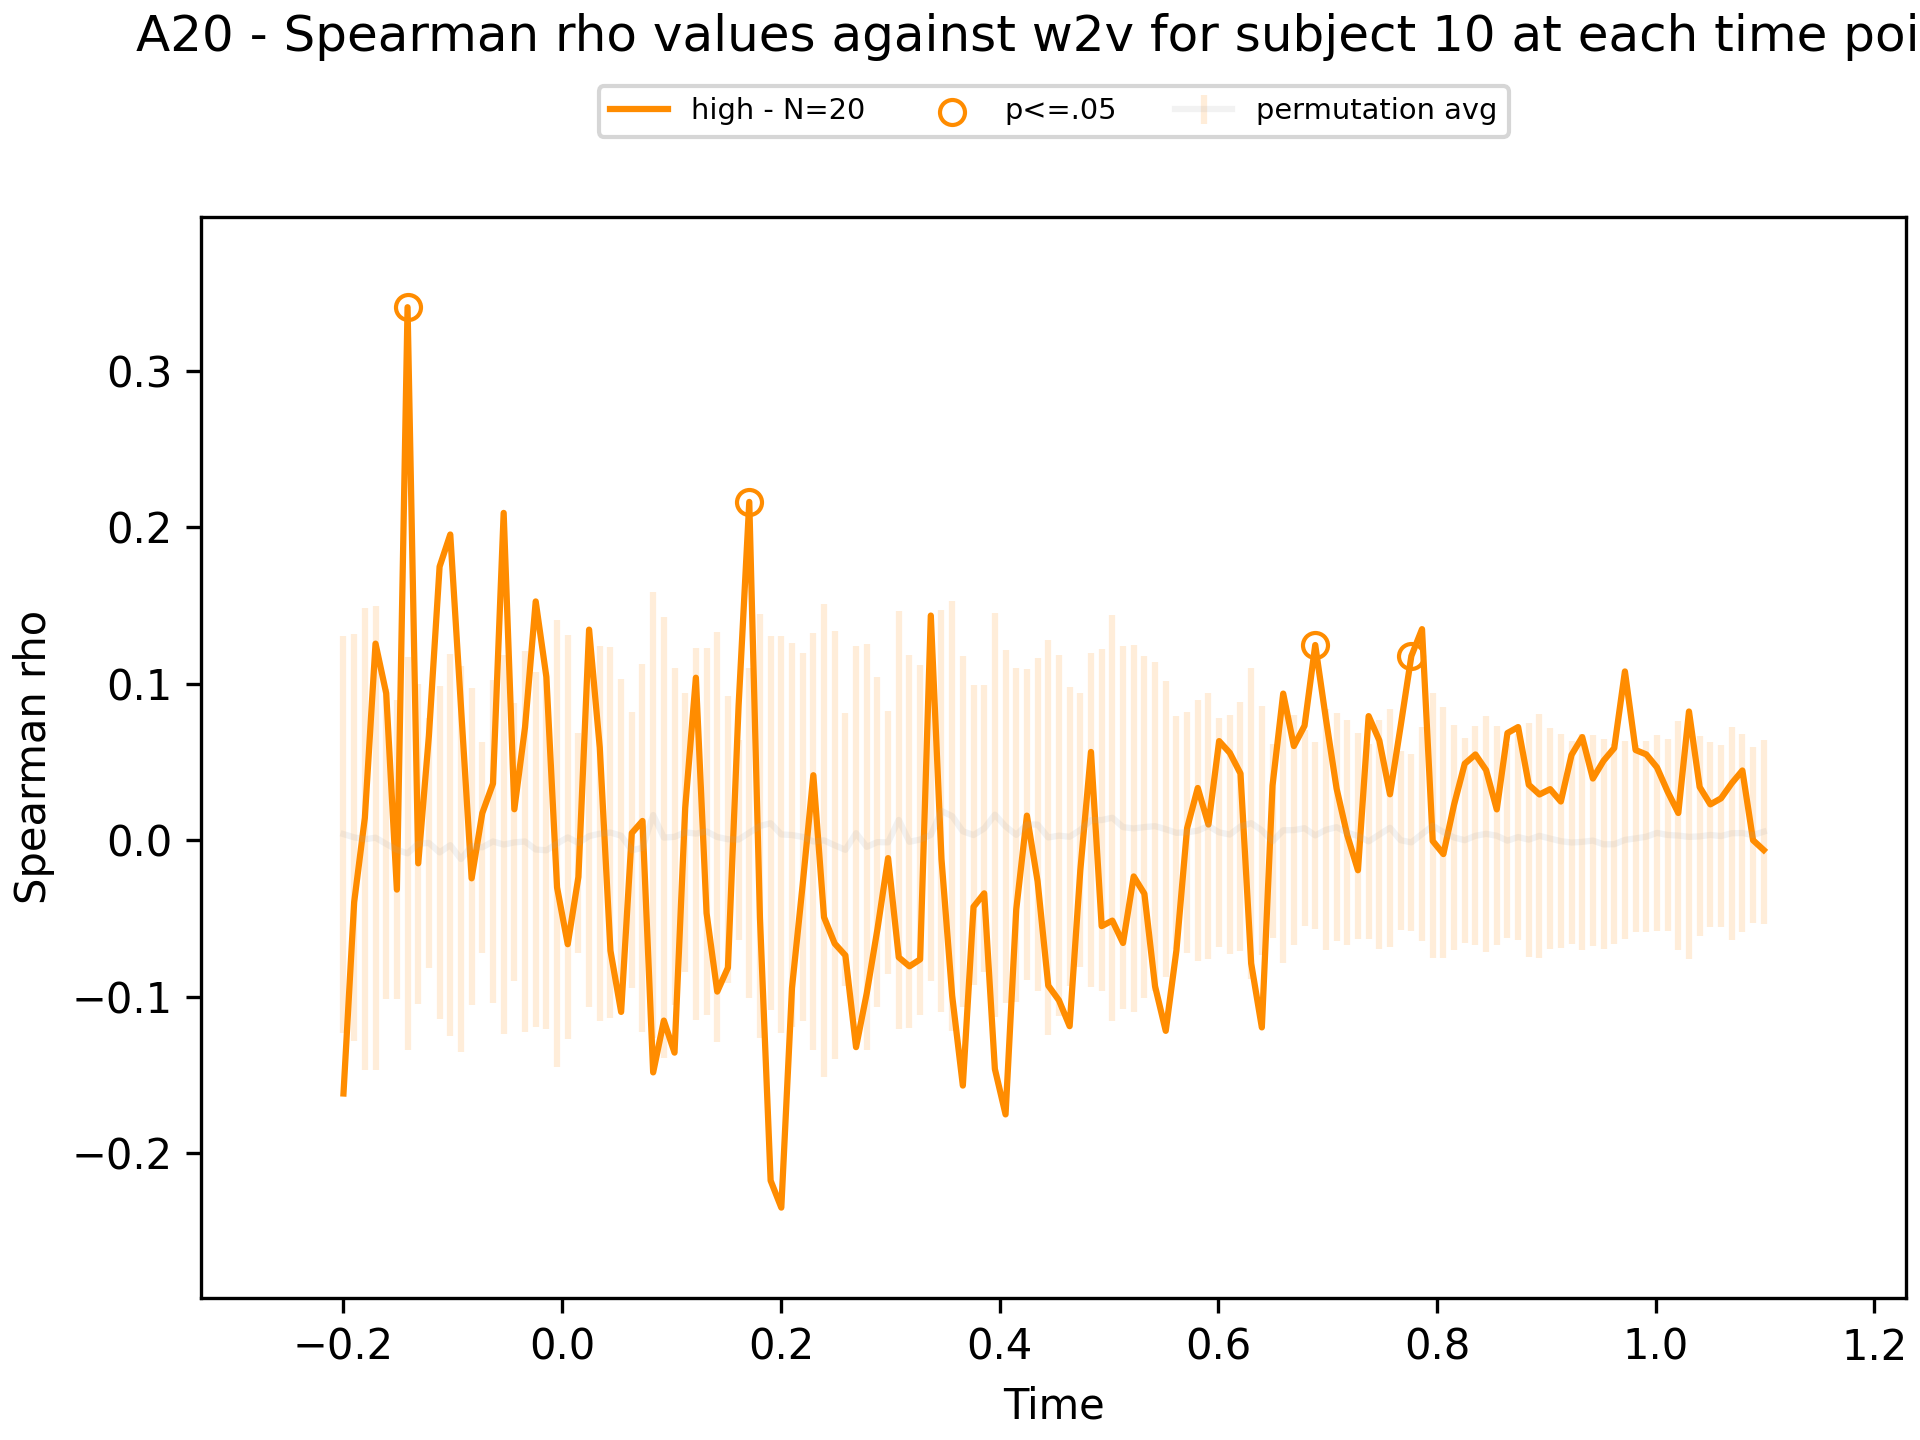 A20 - Spearman rho values against w2v for subject 10 at each time poi
high - N=20 p<=.05 permutation avg
0.3
0.2
0.1
0.0
−0.1
−0.2
Spearman rho
−0.2 0.0 0.2 0.4 0.6 0.8 1.0 1.2
Time